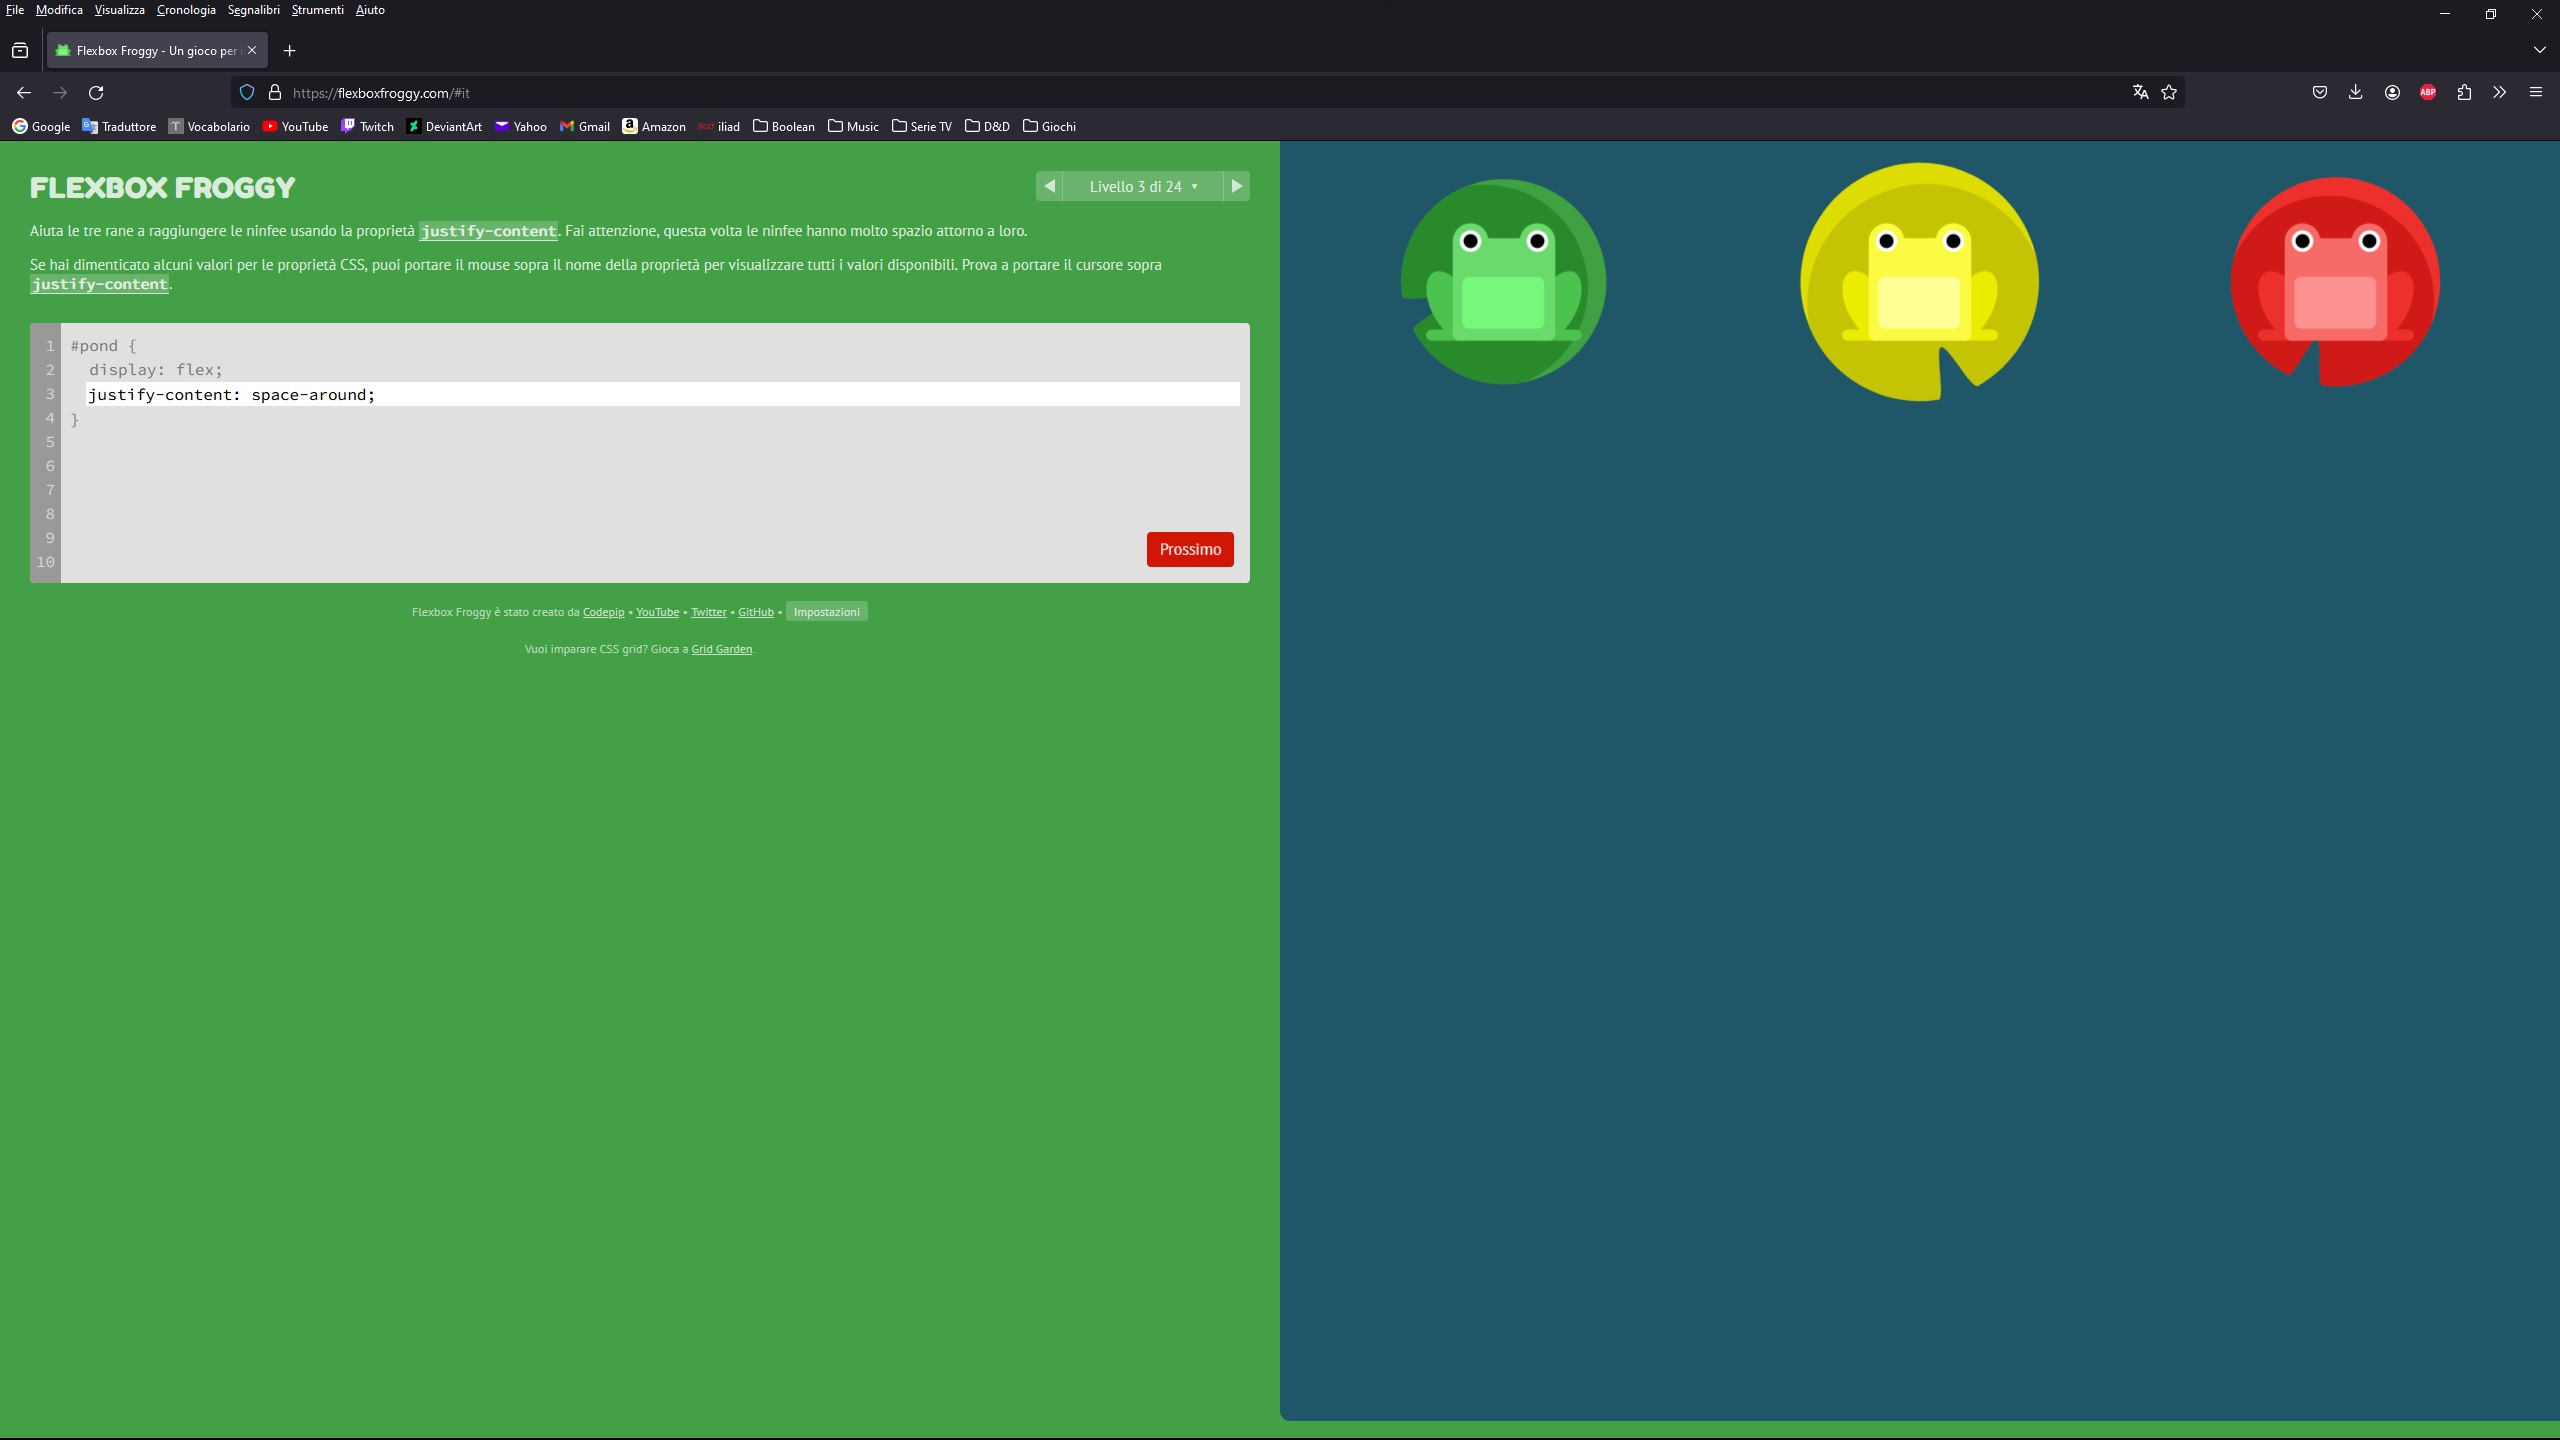 File Modifica Visualizza Cronologia Segnalibri Strumenti Aiuto
Flexbox Froggy - Un gioco per i
https://flexboxfroggy.com/#it
ABP
Google Traduttore Vocabolario YouTube Twitch DeviantArt Yahoo Gmail Amazon iliad Boolean Music Serie TV D&D Giochi
FLEXBOX FROGGY
Livello 3 di 24
Aiuta le tre rane a raggiungere le ninfee usando la proprietà justify-content. Fai attenzione, questa volta le ninfee hanno molto spazio attorno a loro.
Se hai dimenticato alcuni valori per le proprietà CSS, puoi portare il mouse sopra il nome della proprietà per visualizzare tutti i valori disponibili. Prova a portare il cursore sopra
justify-content.
1 #pond {
2 display: flex;
3 justify-content: space-around;
4 }
5
6
7
8
9
10
Prossimo
Flexbox Froggy è stato creato da Codepip • YouTube • Twitter • GitHub • Impostazioni
Vuoi imparare CSS grid? Gioca a Grid Garden.